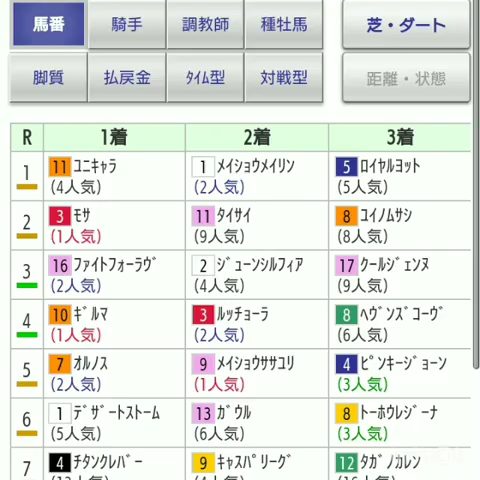 馬番 騎手 調教師 種牡馬 芝・ダート
脚質 払戻金 ﾀｲﾑ型 対戦型 距離・状態
R 1着 2着 3着
1 11 ﾕﾆｷｬﾗ 1 ﾒｲｼｮｳﾒｲﾘﾝ 5 ﾛｲﾔﾙﾖｯﾄ
(4人気) (2人気) (5人気)
2 3 ﾓｻ 11 ﾀｲｻｲ 8 ｺｲﾉﾑｻｼ
(1人気) (9人気) (8人気)
3 16 ﾌｧｲﾄﾌｫｰﾗｳﾞ 2 ｼﾞｭｰﾝｼﾙﾌｨｱ 17 ｸｰﾙｼﾞｪﾝﾇ
(2人気) (4人気) (9人気)
4 10 ｷﾞﾙﾏ 3 ﾙｯﾁｮｰﾗ 8 ﾍｳﾞﾝｽﾞｺｰｳﾞ
(1人気) (2人気) (6人気)
5 7 ｵﾙﾉｽ 9 ﾒｲｼｮｳｻｻﾕﾘ 4 ﾋﾟﾝｷｰｼﾞｮｰﾝ
(2人気) (1人気) (3人気)
6 1 ﾃﾞｻﾞｰﾄｽﾄｰﾑ 13 ｶﾞｳﾙ 8 ﾄｰﾎｳﾚｼﾞｰﾅ
(5人気) (6人気) (3人気)
7 4 ﾁﾀﾝｸﾚﾊﾞｰ 9 ｷｬｽﾊﾟﾘｰｸﾞ 12 ﾀｶﾞﾉｶﾚﾝ